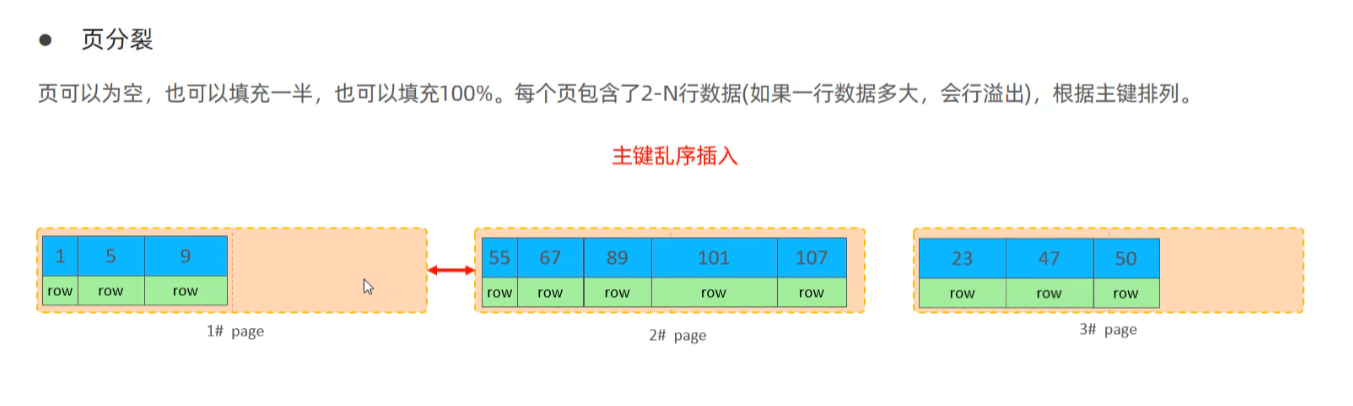 ● 页分裂
页可以为空，也可以填充一半，也可以填充100%。每个页包含了2-N行数据(如果一行数据多大，会行溢出)，根据主键排列。
主键乱序插入
1 5 9
row row row
1# page
55 67 89 101 107
row row row row row
2# page
23 47 50
row row row
3# page